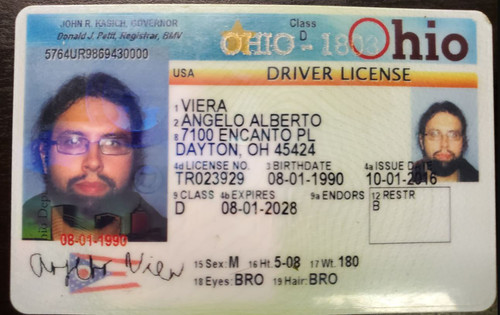 JOHN R. KASICH, GOVERNOR
Donald J. Petit, Registrar, BMV
5764UR9869430000
Class
D
OHIO - 1803
Ohio
USA DRIVER LICENSE
1 VIERA
2 ANGELO ALBERTO
8 7100 ENCANTO PL
DAYTON, OH 45424
4d LICENSE NO. 3 BIRTHDATE 4a ISSUE DATE
TR023929 08-01-1990 10-01-2016
9 CLASS 4b EXPIRES 9a ENDORS 12 RESTR
D 08-01-2028 B
08-01-1990
15 Sex: M 16 Ht: 5-08 17 Wt: 180
18 Eyes: BRO 19 Hair: BRO